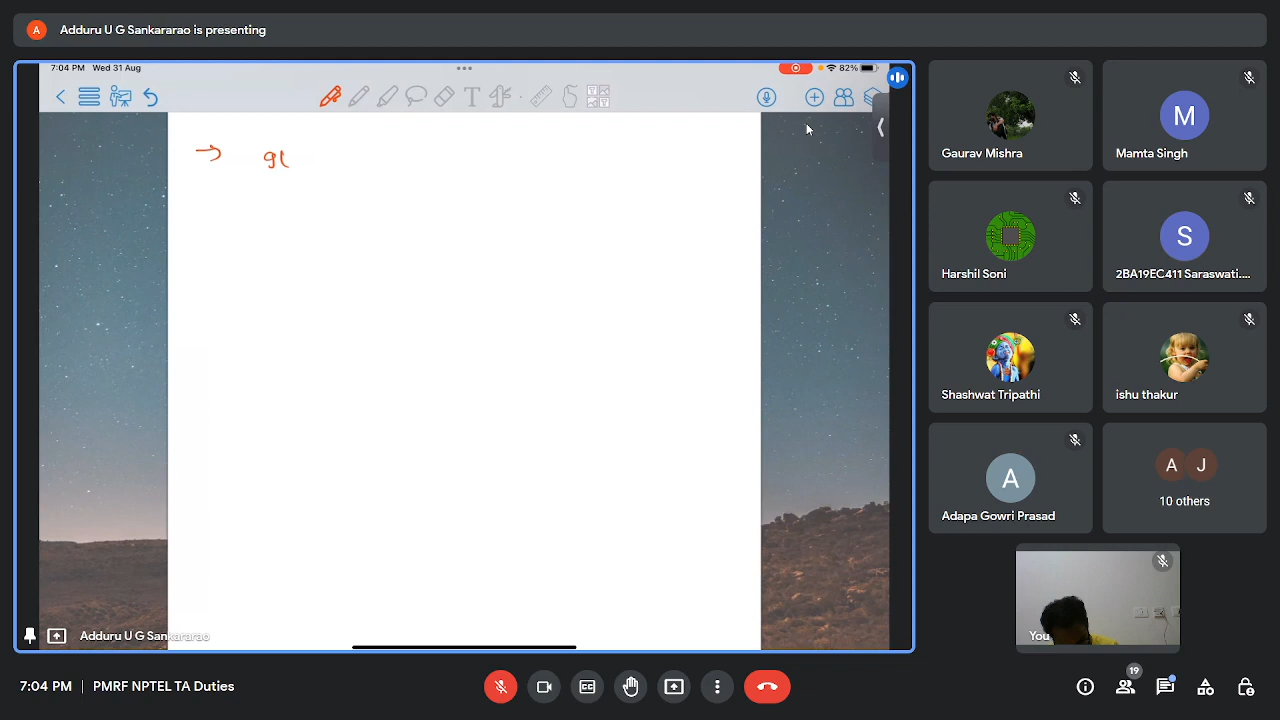 A
Adduru U G Sankararao is presenting
7:04 PM Wed 31 Aug
82%
T
→ gl
Adduru U G Sankararao
Gaurav Mishra
M
Mamta Singh
Harshil Soni
S
2BA19EC411 Saraswati....
Shashwat Tripathi
ishu thakur
A
Adapa Gowri Prasad
A J
10 others
You
7:04 PM | PMRF NPTEL TA Duties
CC
19